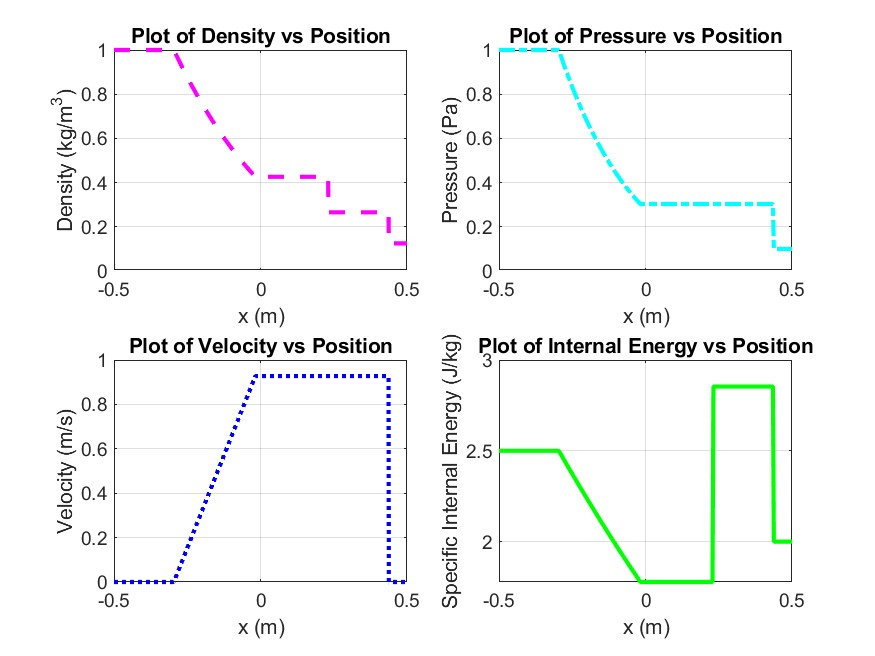 Plot of Density vs Position
1
0.8
0.6
0.4
0.2
0
Density (kg/m³)
-0.5 0 0.5
x (m)
Plot of Pressure vs Position
1
0.8
0.6
0.4
0.2
0
Pressure (Pa)
-0.5 0 0.5
x (m)
Plot of Velocity vs Position
1
0.8
0.6
0.4
0.2
0
Velocity (m/s)
-0.5 0 0.5
x (m)
Plot of Internal Energy vs Position
3
2.5
2
Specific Internal Energy (J/kg)
-0.5 0 0.5
x (m)